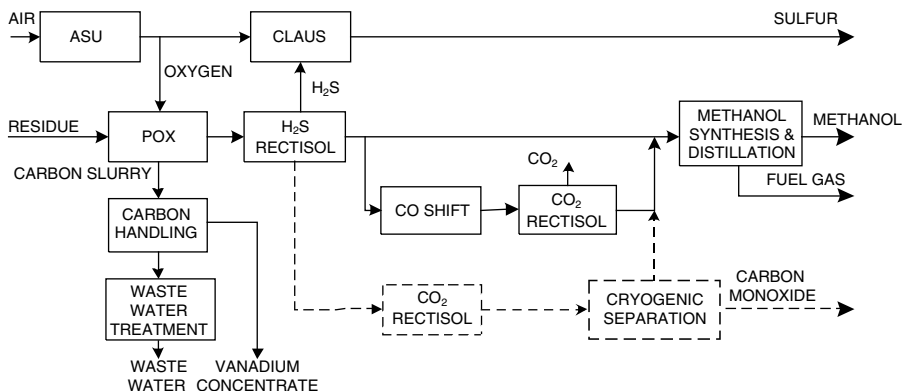 AIR
ASU
CLAUS
SULFUR
OXYGEN
H₂S
RESIDUE
POX
H₂S
RECTISOL
METHANOL
SYNTHESIS &
DISTILLATION
METHANOL
CARBON SLURRY
CO₂
FUEL GAS
CARBON
HANDLING
CO SHIFT
CO₂
RECTISOL
WASTE
WATER
TREATMENT
CO₂
RECTISOL
CRYOGENIC
SEPARATION
CARBON
MONOXIDE
WASTE
WATER
VANADIUM
CONCENTRATE